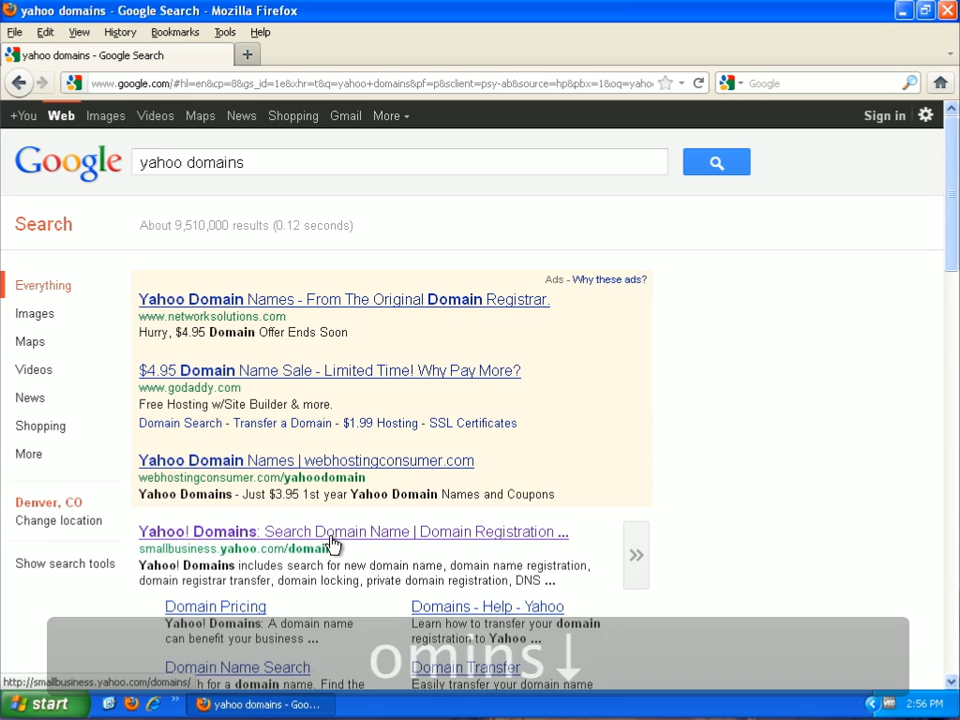 yahoo domains - Google Search - Mozilla Firefox
File Edit View History Bookmarks Tools Help
yahoo domains - Google Search
www.google.com/#hl=en&cp=8&gs_id=1e&xhr=t&q=yahoo+domains&pf=p&sclient=psy-ab&source=hp&pbx=1&oq=yaho Google
+You Web Images Videos Maps News Shopping Gmail More Sign in
Google yahoo domains
Search About 9,510,000 results (0.12 seconds)
Everything
Images
Maps
Videos
News
Shopping
More
Denver, CO
Change location
Show search tools
Ads - Why these ads?
Yahoo Domain Names - From The Original Domain Registrar.
www.networksolutions.com
Hurry, $4.95 Domain Offer Ends Soon
$4.95 Domain Name Sale - Limited Time! Why Pay More?
www.godaddy.com
Free Hosting w/Site Builder & more.
Domain Search - Transfer a Domain - $1.99 Hosting - SSL Certificates
Yahoo Domain Names | webhostingconsumer.com
webhostingconsumer.com/yahoodomain
Yahoo Domains - Just $3.95 1st year Yahoo Domain Names and Coupons
Yahoo! Domains: Search Domain Name | Domain Registration ...
smallbusiness.yahoo.com/domain
Yahoo! Domains includes search for new domain name, domain name registration,
domain registrar transfer, domain locking, private domain registration, DNS ...
Domain Pricing
Yahoo! Domains: A domain name
can benefit your business ...
Domains - Help - Yahoo
Learn how to transfer your domain
registration to Yahoo ...
Domain Name Search
h for a domain name. Find the
Domain Transfer
Easily transfer your domain name
omins↓
http://smallbusiness.yahoo.com/domains/
start yahoo domains - Goo... 2:56 PM